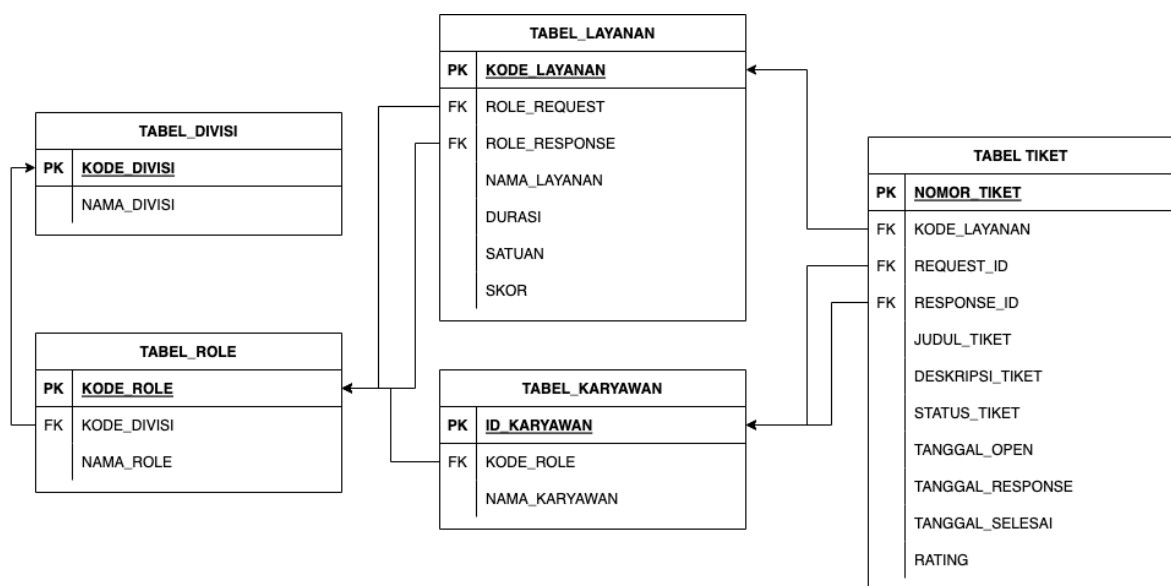 TABEL_LAYANAN
PK KODE_LAYANAN
FK ROLE_REQUEST
FK ROLE_RESPONSE
NAMA_LAYANAN
DURASI
SATUAN
SKOR
TABEL_DIVISI
PK KODE_DIVISI
NAMA_DIVISI
TABEL_ROLE
PK KODE_ROLE
FK KODE_DIVISI
NAMA_ROLE
TABEL_KARYAWAN
PK ID_KARYAWAN
FK KODE_ROLE
NAMA_KARYAWAN
TABEL TIKET
PK NOMOR_TIKET
FK KODE_LAYANAN
FK REQUEST_ID
FK RESPONSE_ID
JUDUL_TIKET
DESKRIPSI_TIKET
STATUS_TIKET
TANGGAL_OPEN
TANGGAL_RESPONSE
TANGGAL_SELESAI
RATING